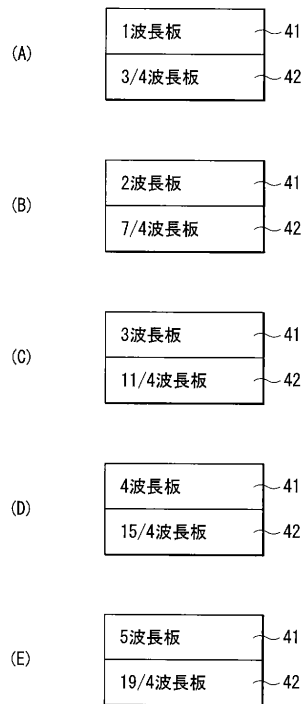 (A)
1波長板 41
3/4波長板 42
(B)
2波長板 41
7/4波長板 42
(C)
3波長板 41
11/4波長板 42
(D)
4波長板 41
15/4波長板 42
(E)
5波長板 41
19/4波長板 42